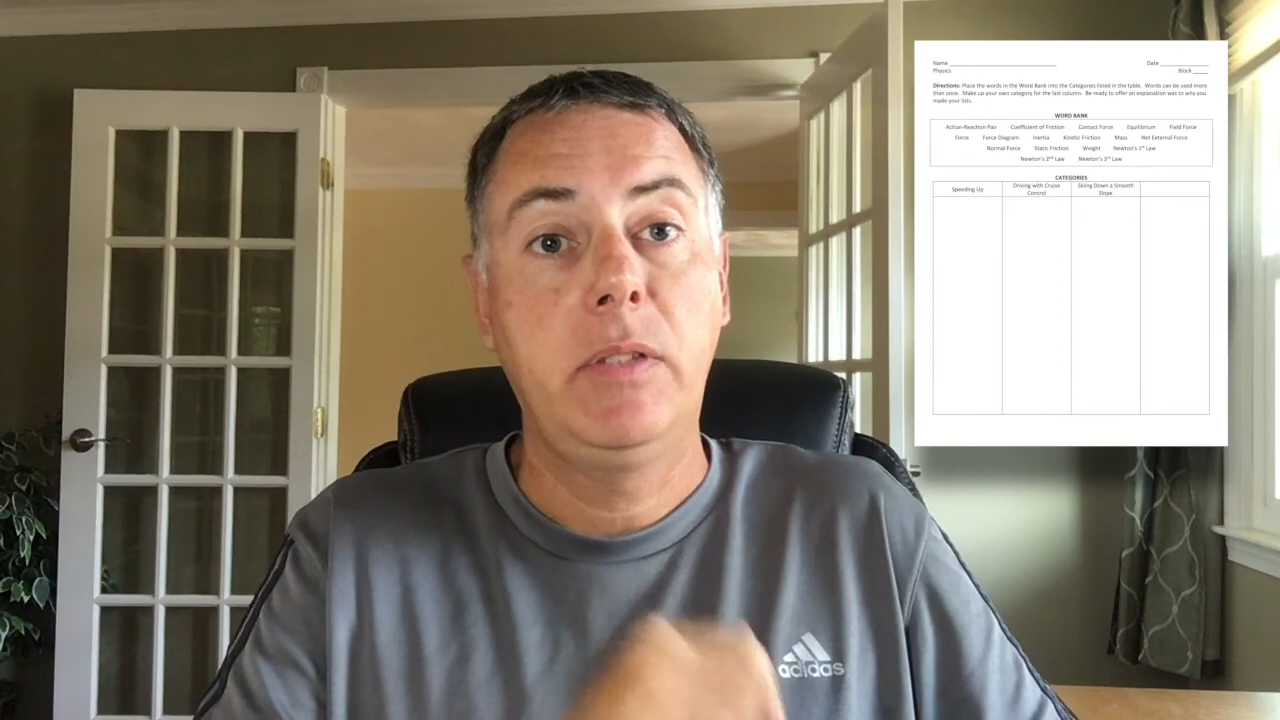 Name ______________________________ Date ______________
Physics Block _____
Directions: Place the words in the Word Bank into the Categories listed in the table. Words can be used more
than once. Make up your own category for the last column. Be ready to offer an explanation was to why you
made your lists.
WORD BANK
Action-Reaction Pair Coefficient of Friction Contact Force Equilibrium Field Force
Force Force Diagram Inertia Kinetic Friction Mass Net External Force
Normal Force Static Friction Weight Newton's 1st Law
Newton's 2nd Law Newton's 3rd Law
CATEGORIES
Speeding Up
Driving with Cruise
Control
Skiing Down a Smooth
Slope
adidas